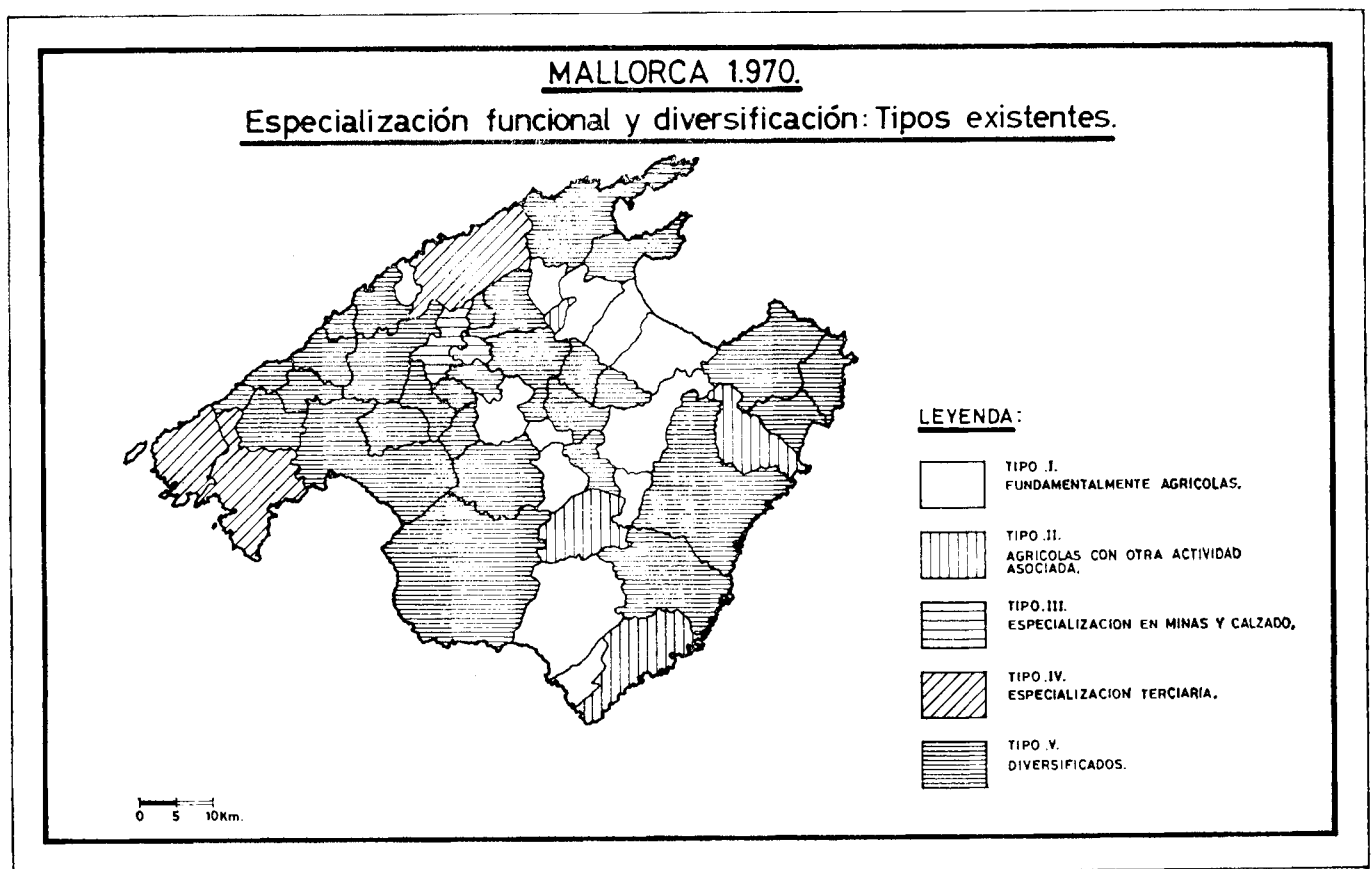 MALLORCA 1.970.
Especialización funcional y diversificación: Tipos existentes.
LEYENDA:
TIPO .I.
FUNDAMENTALMENTE AGRICOLAS.
TIPO .II.
AGRICOLAS CON OTRA ACTIVIDAD
ASOCIADA.
TIPO.III.
ESPECIALIZACION EN MINAS Y CALZADO.
TIPO .IV.
ESPECIALIZACION TERCIARIA.
TIPO .V.
DIVERSIFICADOS.
0 5 10Km.